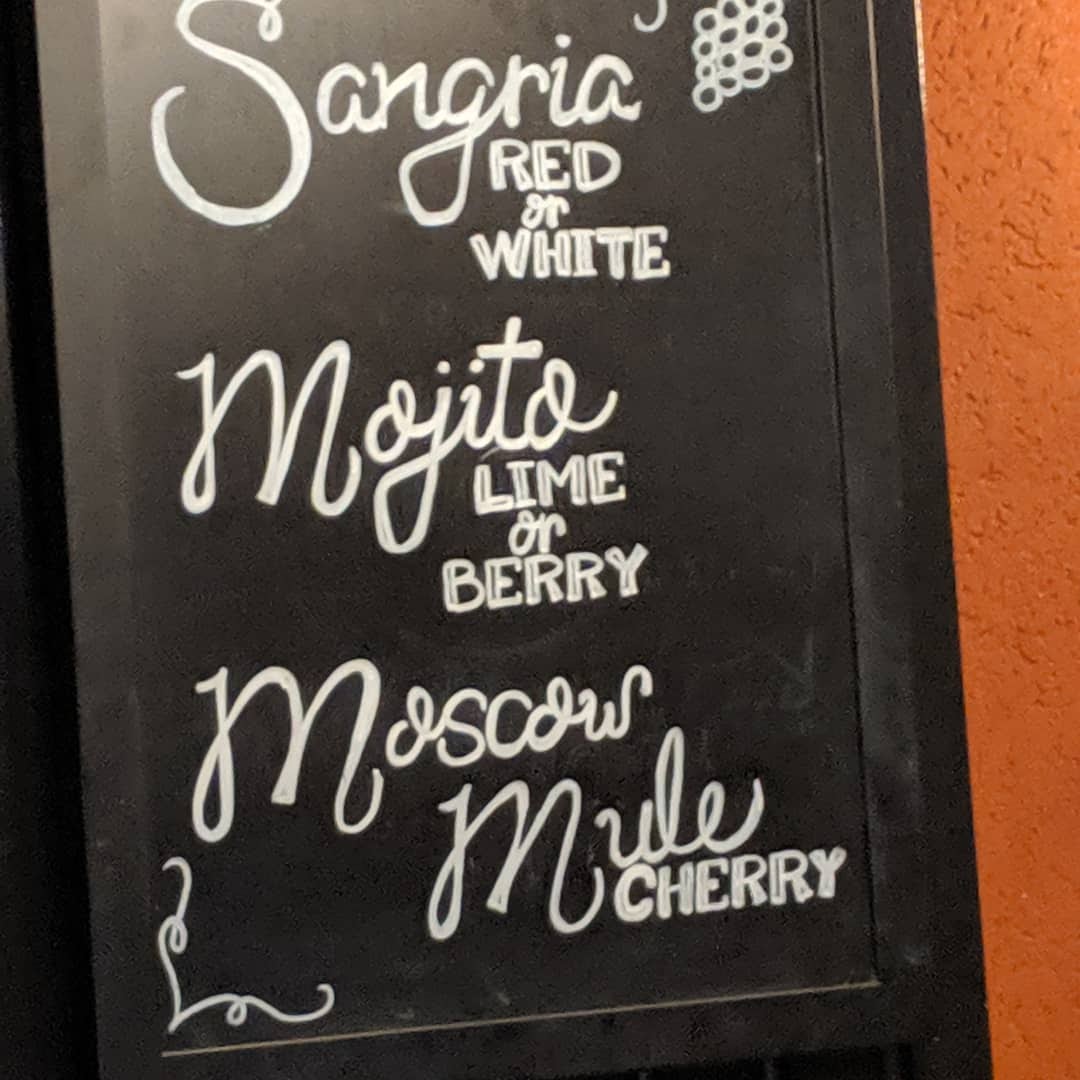 Sangria
RED
or
WHITE
Mojito
LIME
or
BERRY
Moscow
Mule
CHERRY